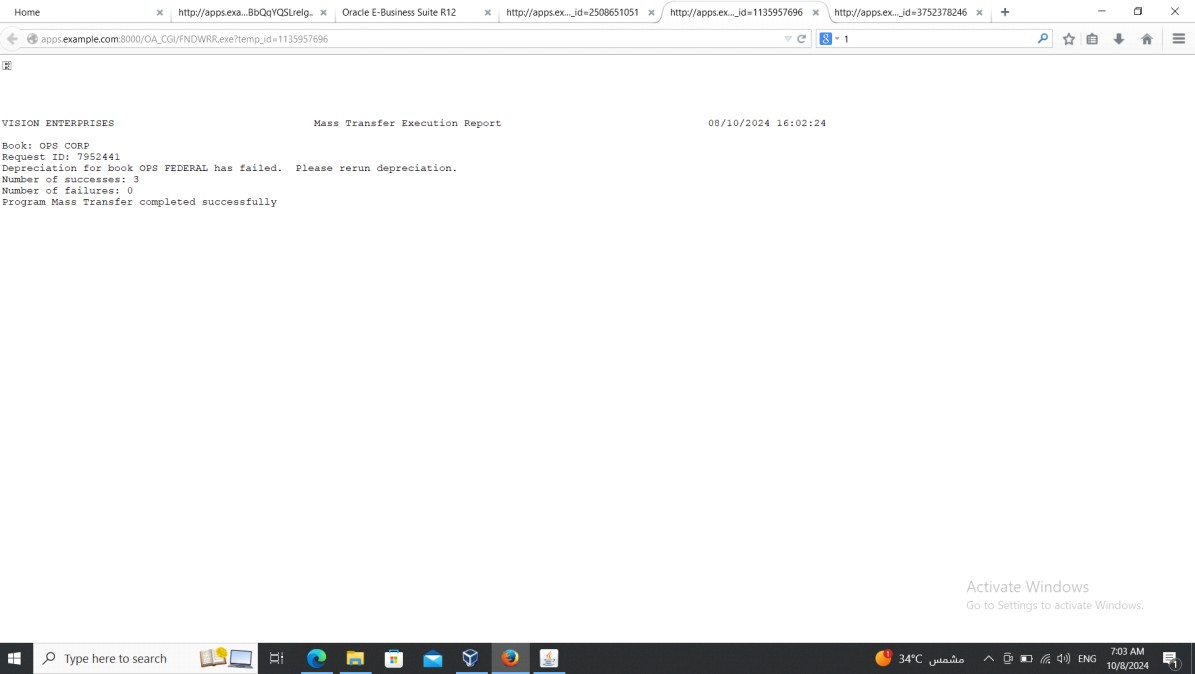 Home
http://apps.exa...BbQqYQSLrelg..
Oracle E-Business Suite R12
http://apps.ex..._id=2508651051
http://apps.ex..._id=1135957696
http://apps.ex..._id=3752378246
apps.example.com:8000/OA_CGI/FNDWRR.exe?temp_id=1135957696
8 1
VISION ENTERPRISES Mass Transfer Execution Report 08/10/2024 16:02:24
Book: OPS CORP
Request ID: 7952441
Depreciation for book OPS FEDERAL has failed. Please rerun depreciation.
Number of successes: 3
Number of failures: 0
Program Mass Transfer completed successfully
Activate Windows
Go to Settings to activate Windows.
Type here to search
1
34°C مشمس
ENG
7:03 AM
10/8/2024
1